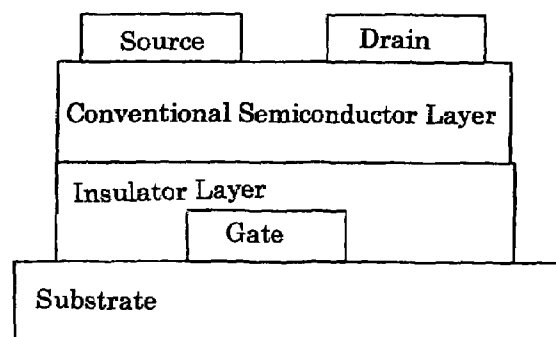 Source Drain
Conventional Semiconductor Layer
Insulator Layer
Gate
Substrate